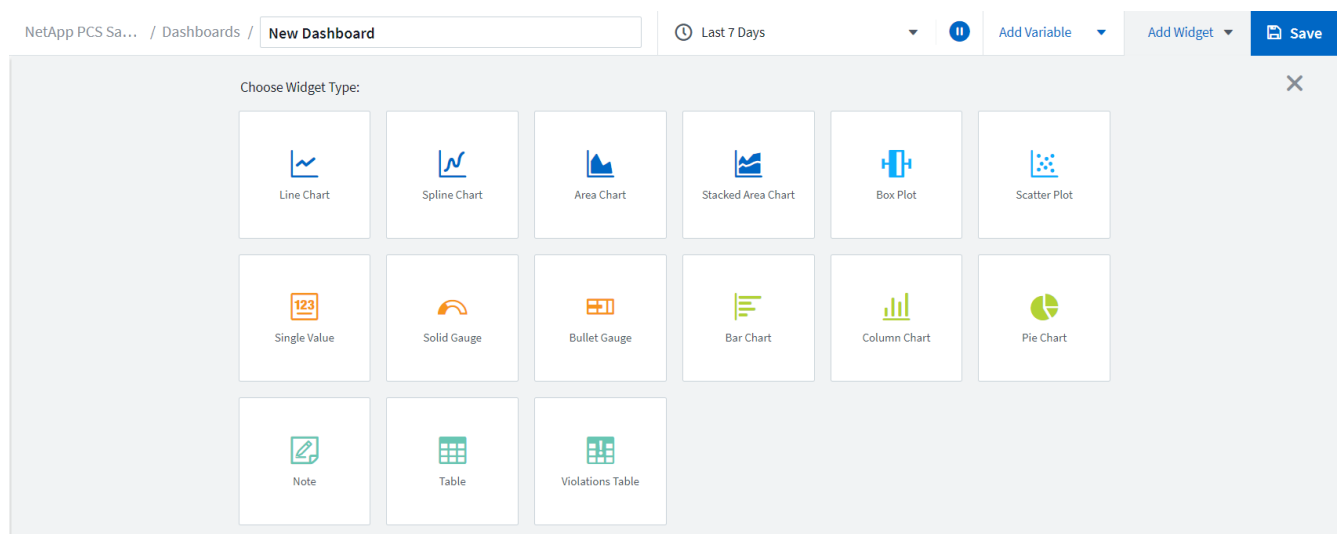 NetApp PCS Sa... / Dashboards / New Dashboard Last 7 Days Add Variable Add Widget Save
Choose Widget Type:
Line Chart Spline Chart Area Chart Stacked Area Chart Box Plot Scatter Plot
123
Single Value Solid Gauge Bullet Gauge Bar Chart Column Chart Pie Chart
Note Table Violations Table